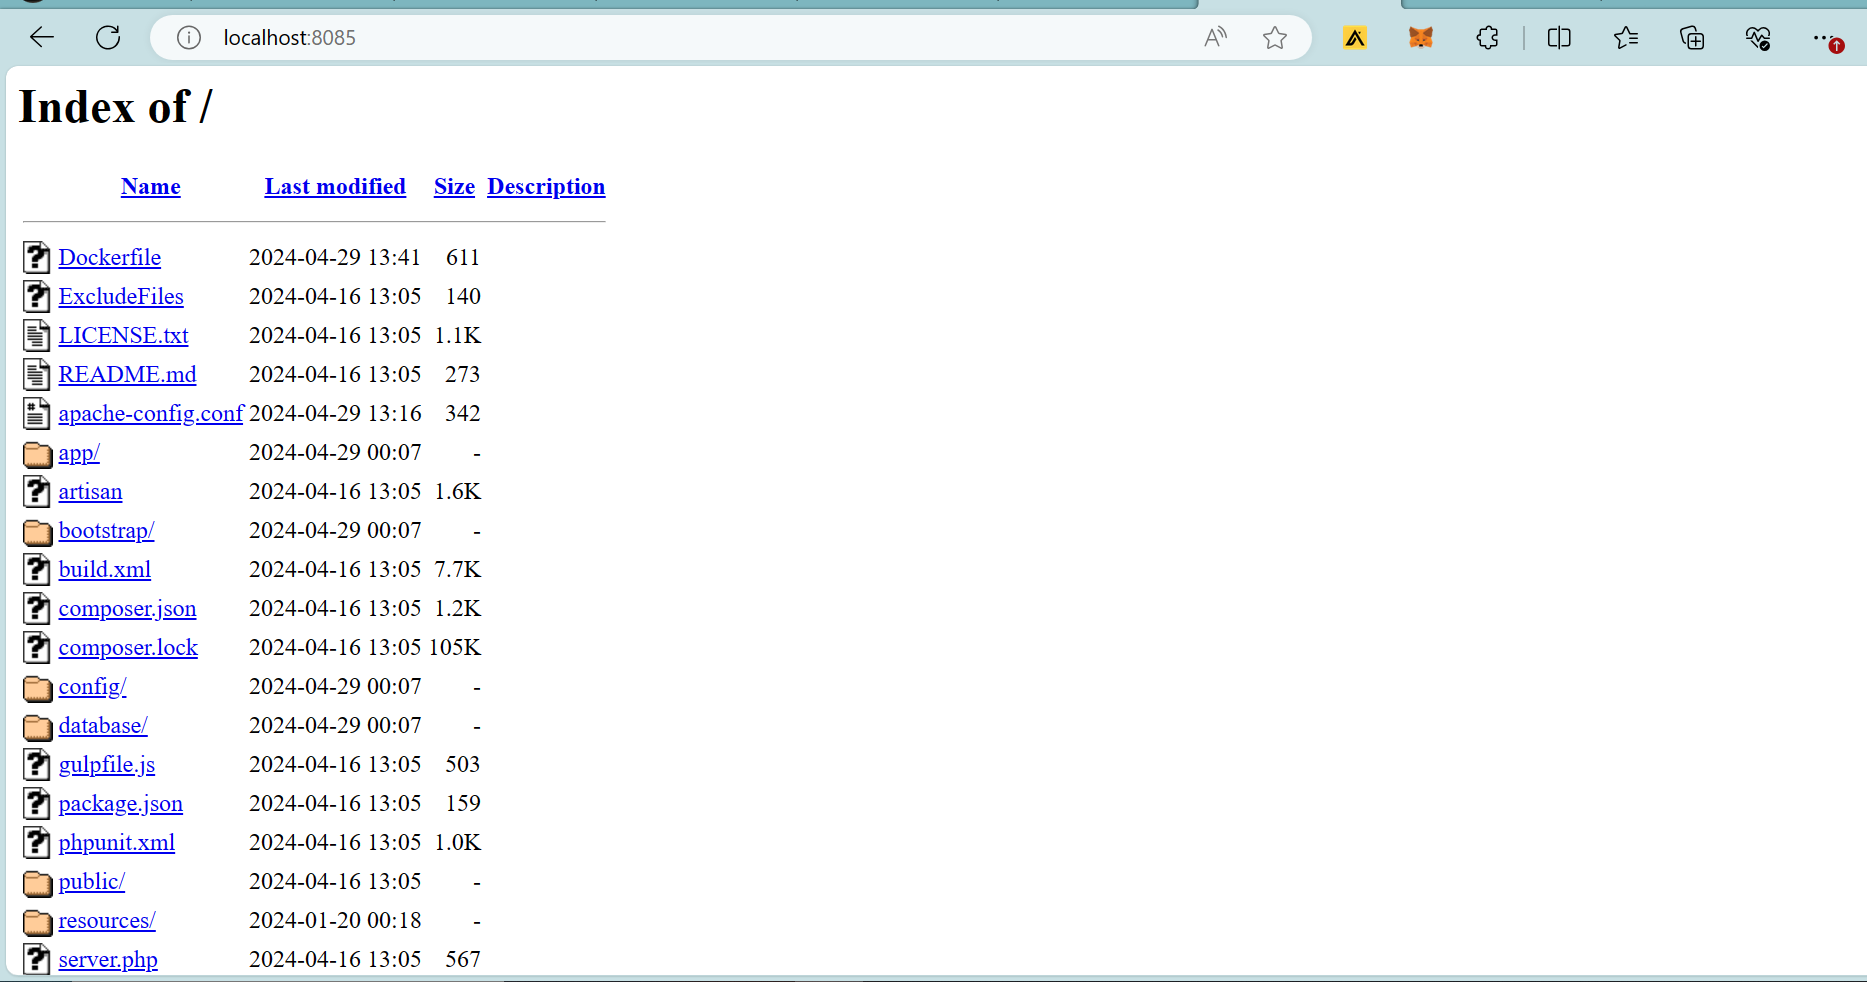 localhost:8085
Index of /
Name Last modified Size Description
Dockerfile 2024-04-29 13:41 611
ExcludeFiles 2024-04-16 13:05 140
LICENSE.txt 2024-04-16 13:05 1.1K
README.md 2024-04-16 13:05 273
apache-config.conf 2024-04-29 13:16 342
app/ 2024-04-29 00:07 -
artisan 2024-04-16 13:05 1.6K
bootstrap/ 2024-04-29 00:07 -
build.xml 2024-04-16 13:05 7.7K
composer.json 2024-04-16 13:05 1.2K
composer.lock 2024-04-16 13:05 105K
config/ 2024-04-29 00:07 -
database/ 2024-04-29 00:07 -
gulpfile.js 2024-04-16 13:05 503
package.json 2024-04-16 13:05 159
phpunit.xml 2024-04-16 13:05 1.0K
public/ 2024-04-16 13:05 -
resources/ 2024-01-20 00:18 -
server.php 2024-04-16 13:05 567